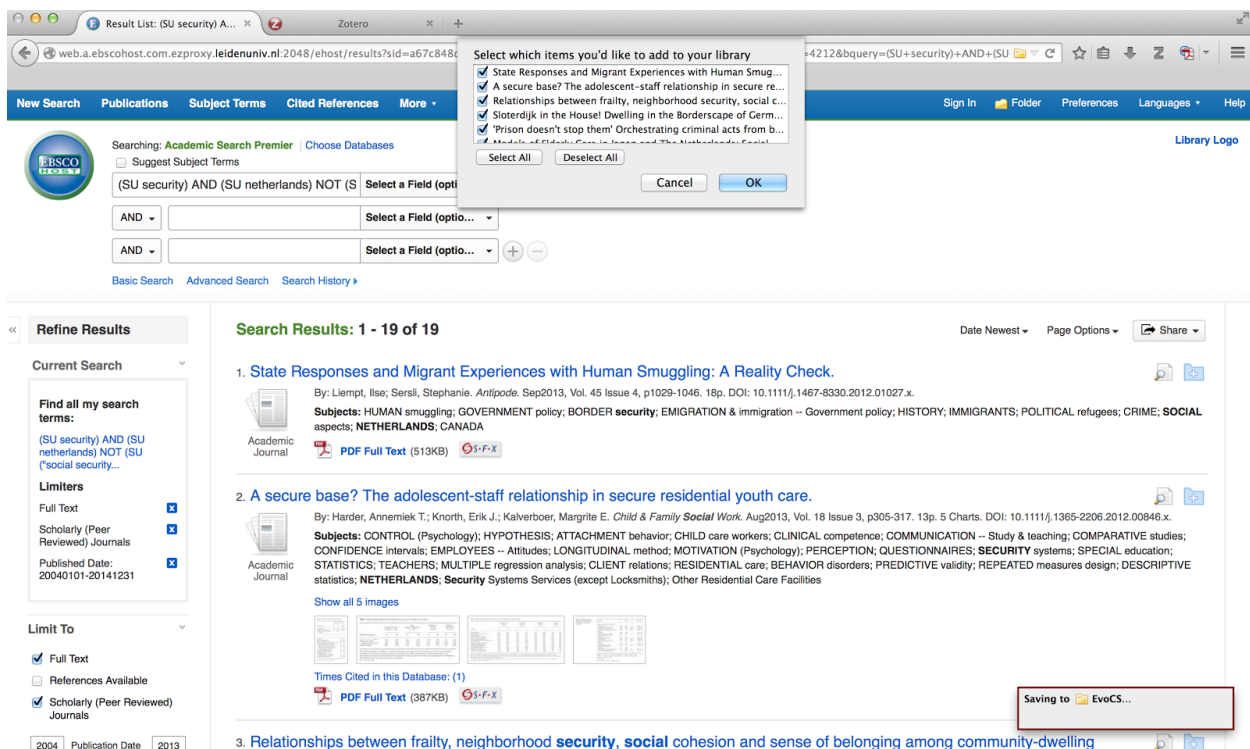 Result List: (SU security) A...
Zotero
web.a.ebscohost.com.ezproxy.leidenuniv.nl:2048/ehost/results?sid=a67c848
=4212&bquery=(SU+security)+AND+(SU
Select which items you'd like to add to your library
State Responses and Migrant Experiences with Human Smug...
A secure base? The adolescent-staff relationship in secure re...
Relationships between frailty, neighborhood security, social c...
Sloterdijk in the House! Dwelling in the Borderscape of Germ...
'Prison doesn't stop them' Orchestrating criminal acts from b...
Models of Elderly Care in Japan and The Netherlands: Social
Select All Deselect All
Cancel OK
New Search Publications Subject Terms Cited References More
Sign In Folder Preferences Languages Help
EBSCO
HOST
Searching: Academic Search Premier Choose Databases
Suggest Subject Terms
Library Logo
(SU security) AND (SU netherlands) NOT (S Select a Field (opti
AND Select a Field (optio...
AND Select a Field (optio...
Basic Search Advanced Search Search History
« Refine Results
Current Search
Find all my search
terms:
(SU security) AND (SU
netherlands) NOT (SU
("social security...
Limiters
Full Text
Scholarly (Peer
Reviewed) Journals
Published Date:
20040101-20141231
Limit To
Full Text
References Available
Scholarly (Peer Reviewed)
Journals
2004 Publication Date 2013
Search Results: 1 - 19 of 19
Date Newest Page Options Share
1. State Responses and Migrant Experiences with Human Smuggling: A Reality Check.
Academic
Journal
By: Liempt, Ilse; Sersli, Stephanie. Antipode. Sep2013, Vol. 45 Issue 4, p1029-1046. 18p. DOI: 10.1111/j.1467-8330.2012.01027.x.
Subjects: HUMAN smuggling; GOVERNMENT policy; BORDER security; EMIGRATION & immigration -- Government policy; HISTORY; IMMIGRANTS; POLITICAL refugees; CRIME; SOCIAL
aspects; NETHERLANDS; CANADA
PDF Full Text (513KB) S·F·X
2. A secure base? The adolescent-staff relationship in secure residential youth care.
Academic
Journal
By: Harder, Annemiek T.; Knorth, Erik J.; Kalverboer, Margrite E. Child & Family Social Work. Aug2013, Vol. 18 Issue 3, p305-317. 13p. 5 Charts. DOI: 10.1111/j.1365-2206.2012.00846.x.
Subjects: CONTROL (Psychology); HYPOTHESIS; ATTACHMENT behavior; CHILD care workers; CLINICAL competence; COMMUNICATION -- Study & teaching; COMPARATIVE studies;
CONFIDENCE intervals; EMPLOYEES -- Attitudes; LONGITUDINAL method; MOTIVATION (Psychology); PERCEPTION; QUESTIONNAIRES; SECURITY systems; SPECIAL education;
STATISTICS; TEACHERS; MULTIPLE regression analysis; CLIENT relations; RESIDENTIAL care; BEHAVIOR disorders; PREDICTIVE validity; REPEATED measures design; DESCRIPTIVE
statistics; NETHERLANDS; Security Systems Services (except Locksmiths); Other Residential Care Facilities
Show all 5 images
Times Cited in this Database: (1)
PDF Full Text (387KB) S·F·X
Saving to EvoCS...
3. Relationships between frailty, neighborhood security, social cohesion and sense of belonging among community-dwelling